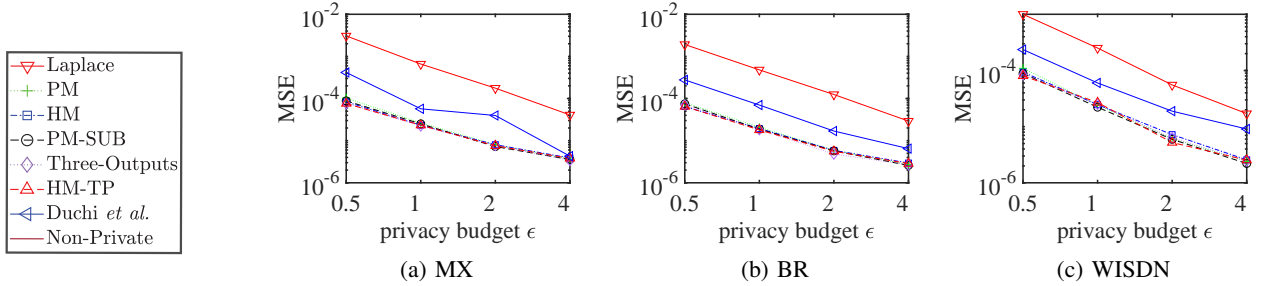 Laplace
PM
HM
PM-SUB
Three-Outputs
HM-TP
Duchi et al.
Non-Private
MSE
10^-2
10^-4
10^-6
0.5 1 2 4
privacy budget ϵ
(a) MX
MSE
10^-2
10^-4
10^-6
0.5 1 2 4
privacy budget ϵ
(b) BR
MSE
10^-4
10^-6
0.5 1 2 4
privacy budget ϵ
(c) WISDN